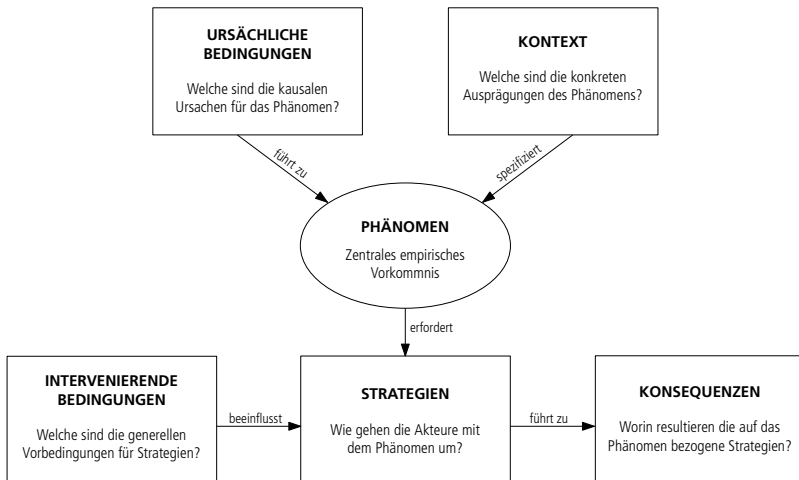 URSÄCHLICHE
BEDINGUNGEN
Welche sind die kausalen
Ursachen für das Phänomen?
KONTEXT
Welche sind die konkreten
Ausprägungen des Phänomens?
führt zu
spezifiziert
PHÄNOMEN
Zentrales empirisches
Vorkommnis
erfordert
INTERVENIERENDE
BEDINGUNGEN
Welche sind die generellen
Vorbedingungen für Strategien?
beeinflusst
STRATEGIEN
Wie gehen die Akteure mit
dem Phänomen um?
führt zu
KONSEQUENZEN
Worin resultieren die auf das
Phänomen bezogene Strategien?